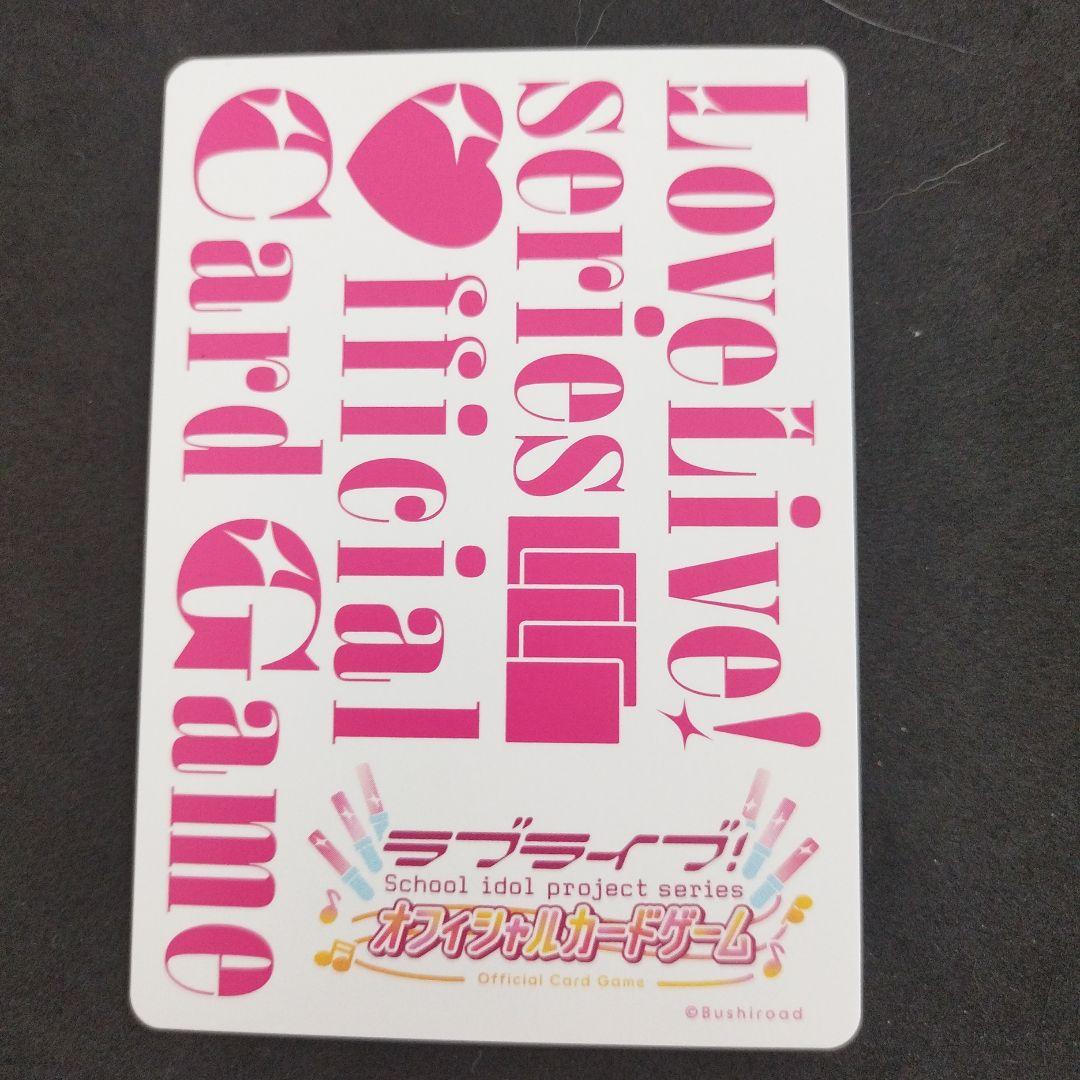 LoveLive!
series
Official
Card Game
ラブライブ!
School idol project series
オフィシャルカードゲーム
Official Card Game
©Bushiroad